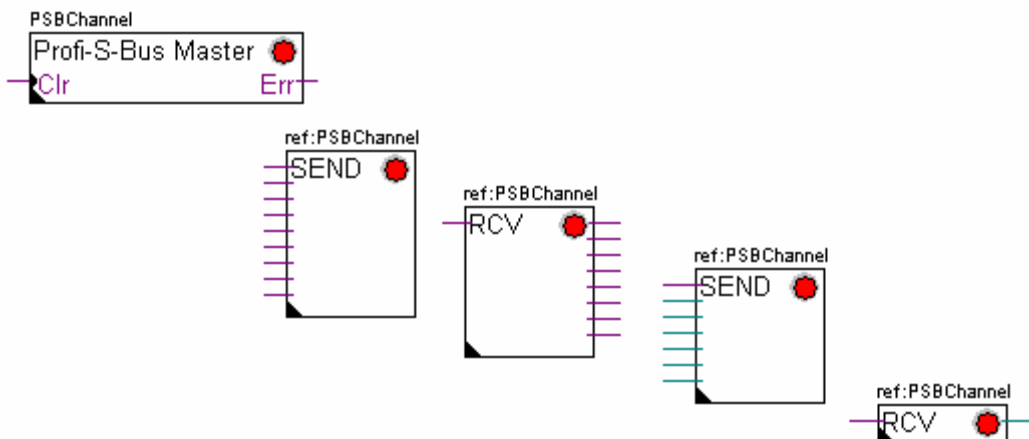 PSBChannel
Profi-S-Bus Master
Clr Err
ref:PSBChannel
SEND
ref:PSBChannel
RCV
ref:PSBChannel
SEND
ref:PSBChannel
RCV